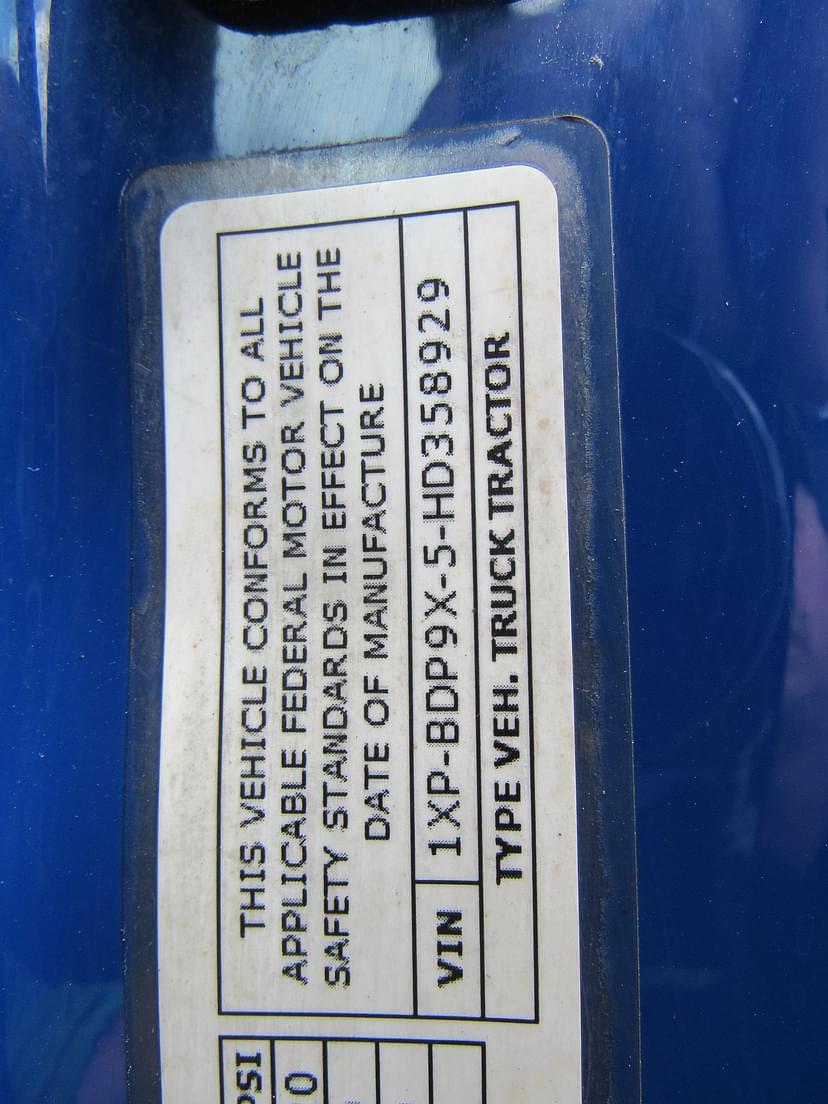 THIS VEHICLE CONFORMS TO ALL
APPLICABLE FEDERAL MOTOR VEHICLE
SAFETY STANDARDS IN EFFECT ON THE
DATE OF MANUFACTURE
VIN 1XP-BDP9X-5-HD358929
TYPE VEH. TRUCK TRACTOR
PSI